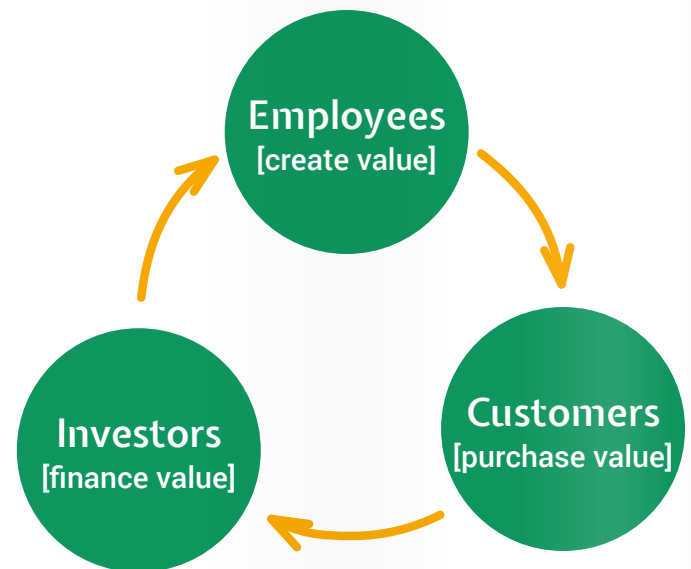 Employees
[create value]
Customers
[purchase value]
Investors
[finance value]